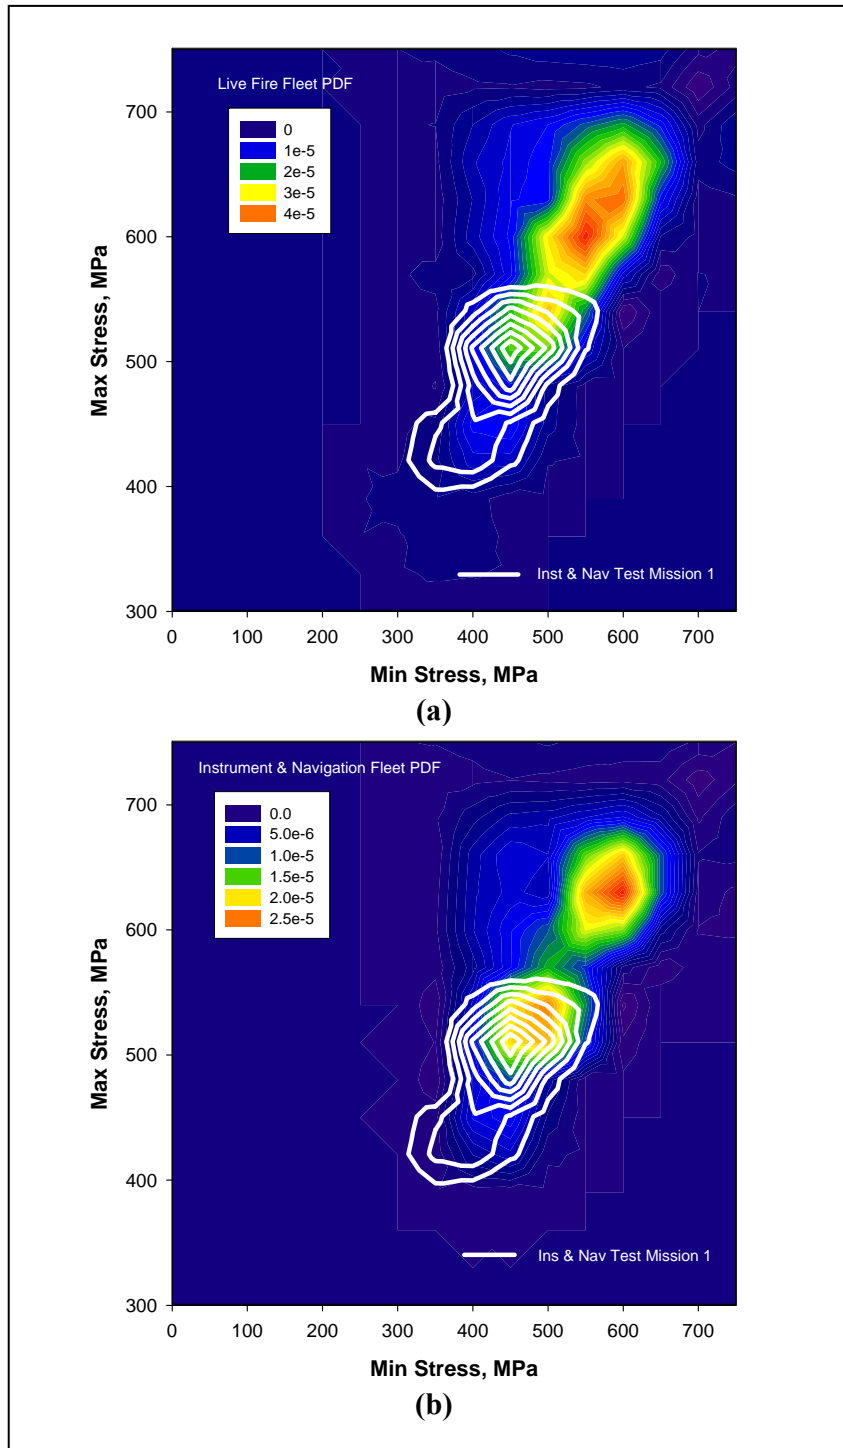 Live Fire Fleet PDF
0
1e-5
2e-5
3e-5
4e-5
700
600
500
400
300
Max Stress, MPa
Inst & Nav Test Mission 1
0 100 200 300 400 500 600 700
Min Stress, MPa
(a)
Instrument & Navigation Fleet PDF
0.0
5.0e-6
1.0e-5
1.5e-5
2.0e-5
2.5e-5
700
600
500
400
300
Max Stress, MPa
Ins & Nav Test Mission 1
0 100 200 300 400 500 600 700
Min Stress, MPa
(b)